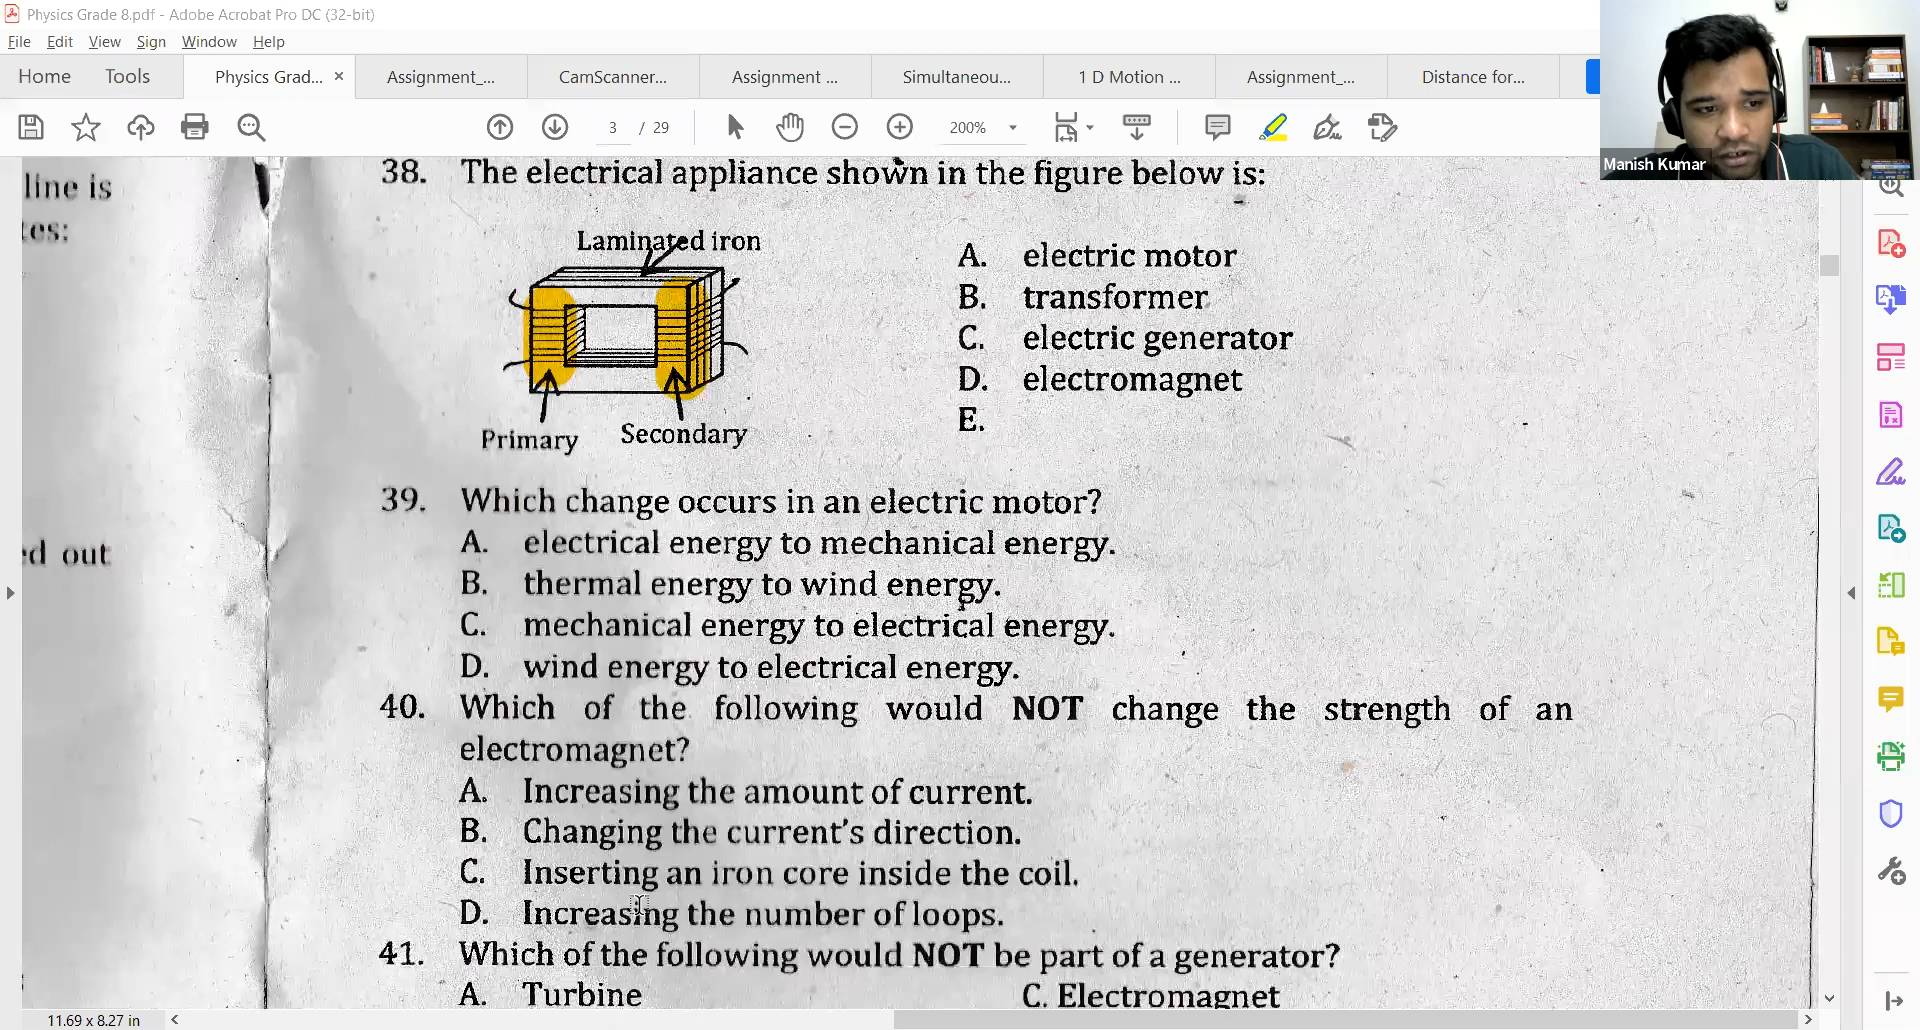 Physics Grade 8.pdf - Adobe Acrobat Pro DC (32-bit)
File Edit View Sign Window Help
Home Tools Physics Grad... × Assignment_... CamScanner... Assignment ... Simultaneou... 1 D Motion ... Assignment_... Distance for...
3 / 29 200%
Manish Kumar
line is
tes:
ed out
38. The electrical appliance shown in the figure below is:
Laminated iron
Primary
Secondary
A. electric motor
B. transformer
C. electric generator
D. electromagnet
E.
39. Which change occurs in an electric motor?
A. electrical energy to mechanical energy.
B. thermal energy to wind energy.
C. mechanical energy to electrical energy.
D. wind energy to electrical energy.
40. Which of the following would NOT change the strength of an
electromagnet?
A. Increasing the amount of current.
B. Changing the current's direction.
C. Inserting an iron core inside the coil.
D. Increasing the number of loops.
41. Which of the following would NOT be part of a generator?
A. Turbine C. Electromagnet
11.69 x 8.27 in